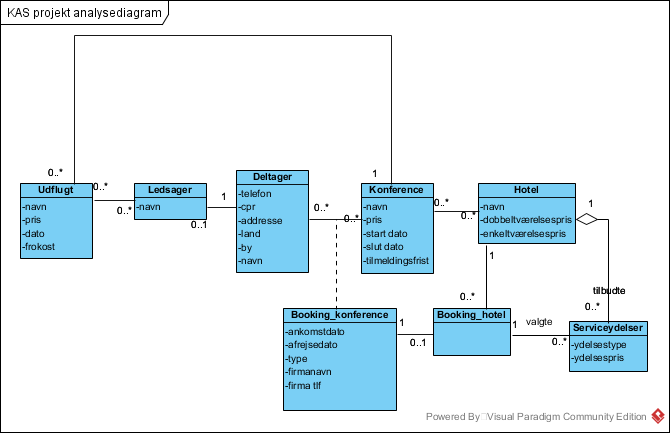 KAS projekt analysediagram
0..*
1
Udflugt
-navn
-pris
-dato
-frokost
0..*
0..*
Ledsager
-navn
0..1
1
Deltager
-telefon
-cpr
-addresse
-land
-by
-navn
0..*
0..*
Konference
-navn
-pris
-start dato
-slut dato
-tilmeldingsfrist
0..*
0..*
Hotel
-navn
-dobbeltværelsespris
-enkeltværelsespris
1
1
0..*
tilbudte
0..*
Booking_konference
-ankomstdato
-afrejsedato
-type
-firmanavn
-firma tlf
1
0..1
Booking_hotel
1
valgte
0..*
Serviceydelser
-ydelsestype
-ydelsespris
Powered By Visual Paradigm Community Edition